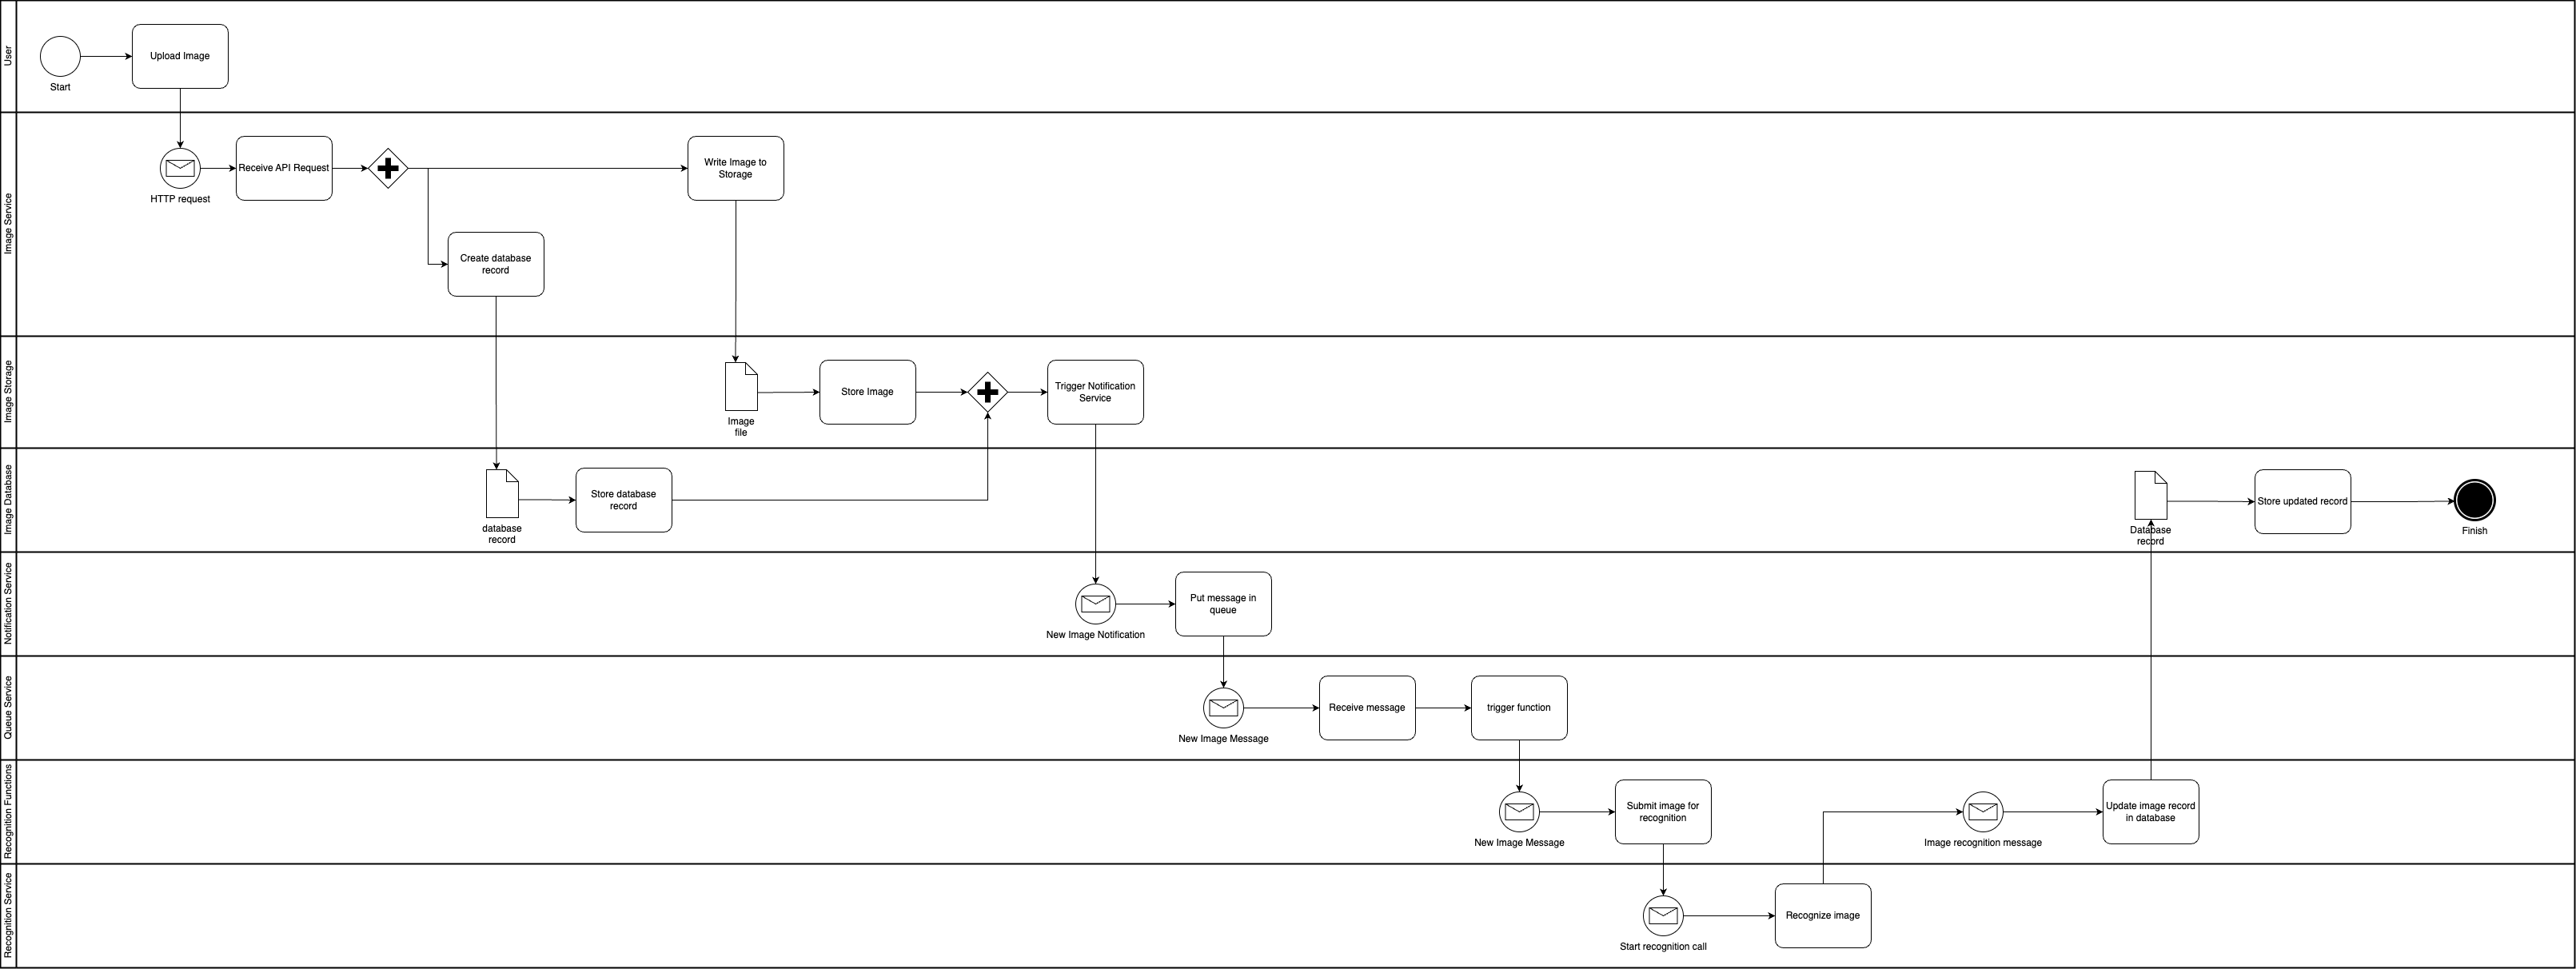 User
Start
Upload Image
Image Service
HTTP request
Receive API Request
Write Image to
Storage
Create database
record
Image Storage
Image
file
Store Image
Trigger Notification
Service
Image Database
database
record
Store database
record
Database
record
Store updated record
Finish
Notification Service
New Image Notification
Put message in
queue
Queue Service
New Image Message
Receive message
trigger function
Recognition Functions
New Image Message
Submit image for
recognition
Image recognition message
Update image record
in database
Recognition Service
Start recognition call
Recognize image